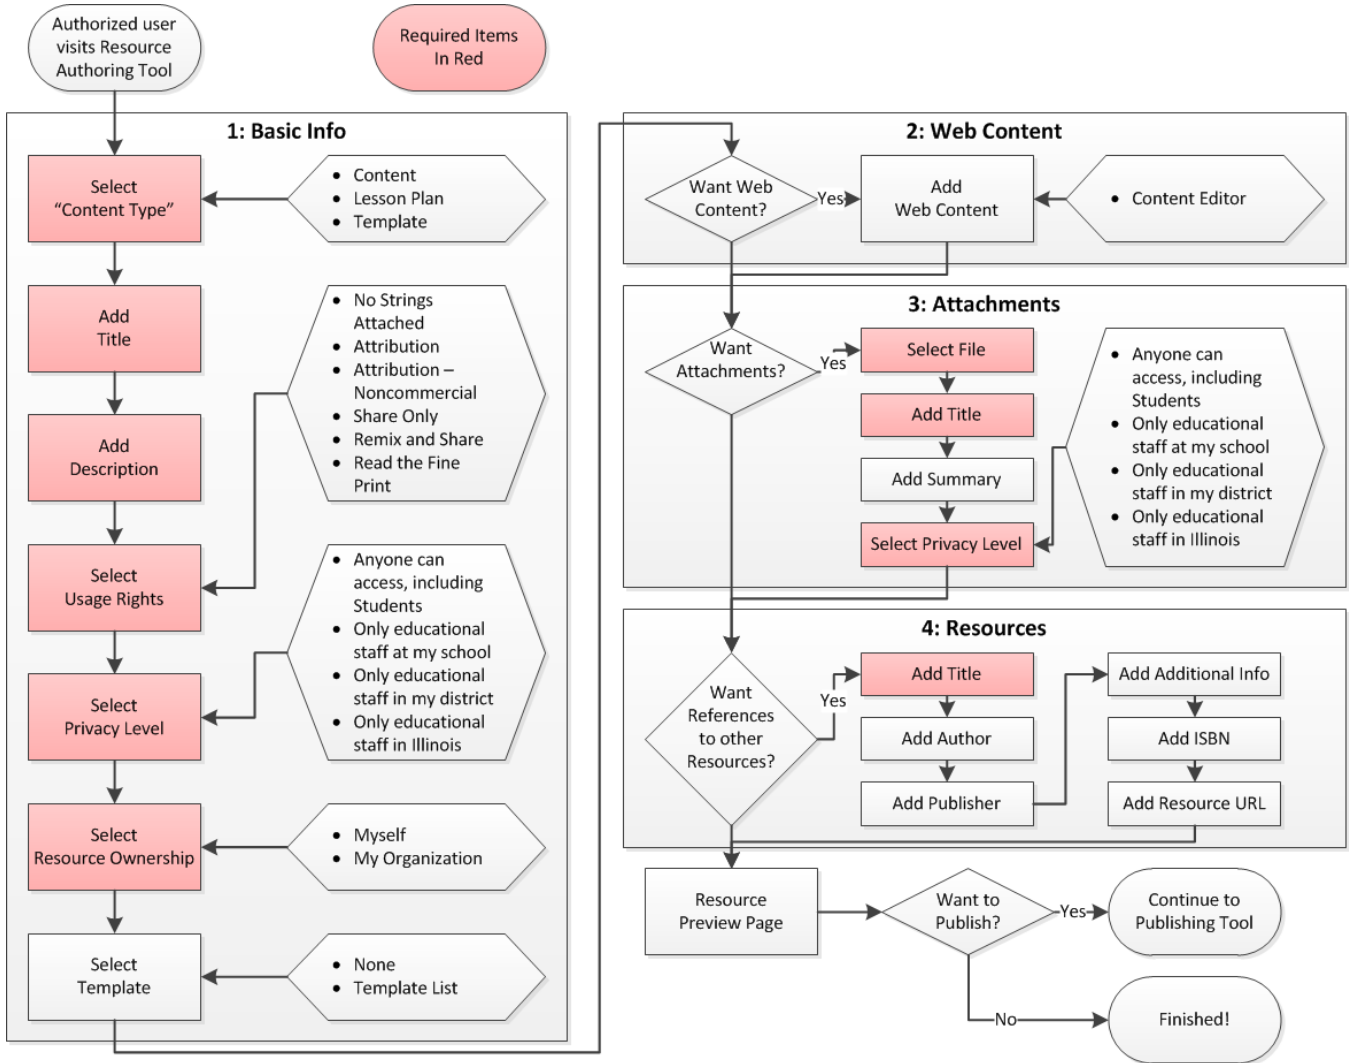 Authorized user
visits Resource
Authoring Tool
Required Items
In Red
1: Basic Info
Select
“Content Type”
• Content
• Lesson Plan
• Template
Add
Title
Add
Description
• No Strings
Attached
• Attribution
• Attribution –
Noncommercial
• Share Only
• Remix and Share
• Read the Fine
Print
Select
Usage Rights
Select
Privacy Level
• Anyone can
access, including
Students
• Only educational
staff at my school
• Only educational
staff in my district
• Only educational
staff in Illinois
Select
Resource Ownership
• Myself
• My Organization
Select
Template
• None
• Template List
2: Web Content
Want Web
Content?
Yes
Add
Web Content
• Content Editor
3: Attachments
Want
Attachments?
Yes
Select File
Add Title
Add Summary
Select Privacy Level
• Anyone can
access, including
Students
• Only educational
staff at my school
• Only educational
staff in my district
• Only educational
staff in Illinois
4: Resources
Want
References
to other
Resources?
Yes
Add Title
Add Author
Add Publisher
Add Additional Info
Add ISBN
Add Resource URL
Resource
Preview Page
Want to
Publish?
Yes
Continue to
Publishing Tool
No
Finished!